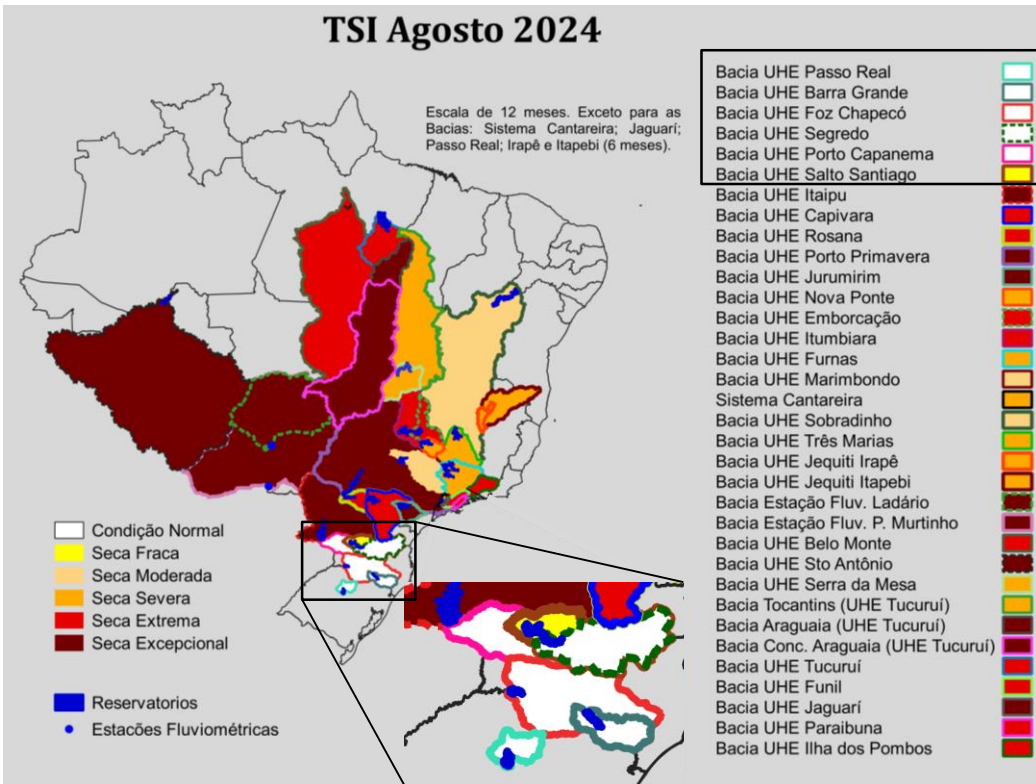 TSI Agosto 2024
Escala de 12 meses. Exceto para as
Bacias: Sistema Cantareira; Jaguarí;
Passo Real; Irapê e Itapebi (6 meses).
Bacia UHE Passo Real
Bacia UHE Barra Grande
Bacia UHE Foz Chapecó
Bacia UHE Segredo
Bacia UHE Porto Capanema
Bacia UHE Salto Santiago
Bacia UHE Itaipu
Bacia UHE Capivara
Bacia UHE Rosana
Bacia UHE Porto Primavera
Bacia UHE Jurumirim
Bacia UHE Nova Ponte
Bacia UHE Emborcação
Bacia UHE Itumbiara
Bacia UHE Furnas
Bacia UHE Marimbondo
Sistema Cantareira
Bacia UHE Sobradinho
Bacia UHE Três Marias
Bacia UHE Jequiti Irapê
Bacia UHE Jequiti Itapebi
Bacia Estação Fluv. Ladário
Bacia Estação Fluv. P. Murtinho
Bacia UHE Belo Monte
Bacia UHE Sto Antônio
Bacia UHE Serra da Mesa
Bacia Tocantins (UHE Tucuruí)
Bacia Araguaia (UHE Tucuruí)
Bacia Conc. Araguaia (UHE Tucuruí)
Bacia UHE Tucuruí
Bacia UHE Funil
Bacia UHE Jaguarí
Bacia UHE Paraibuna
Bacia UHE Ilha dos Pombos
Condição Normal
Seca Fraca
Seca Moderada
Seca Severa
Seca Extrema
Seca Excepcional
Reservatorios
Estacões Fluviométricas